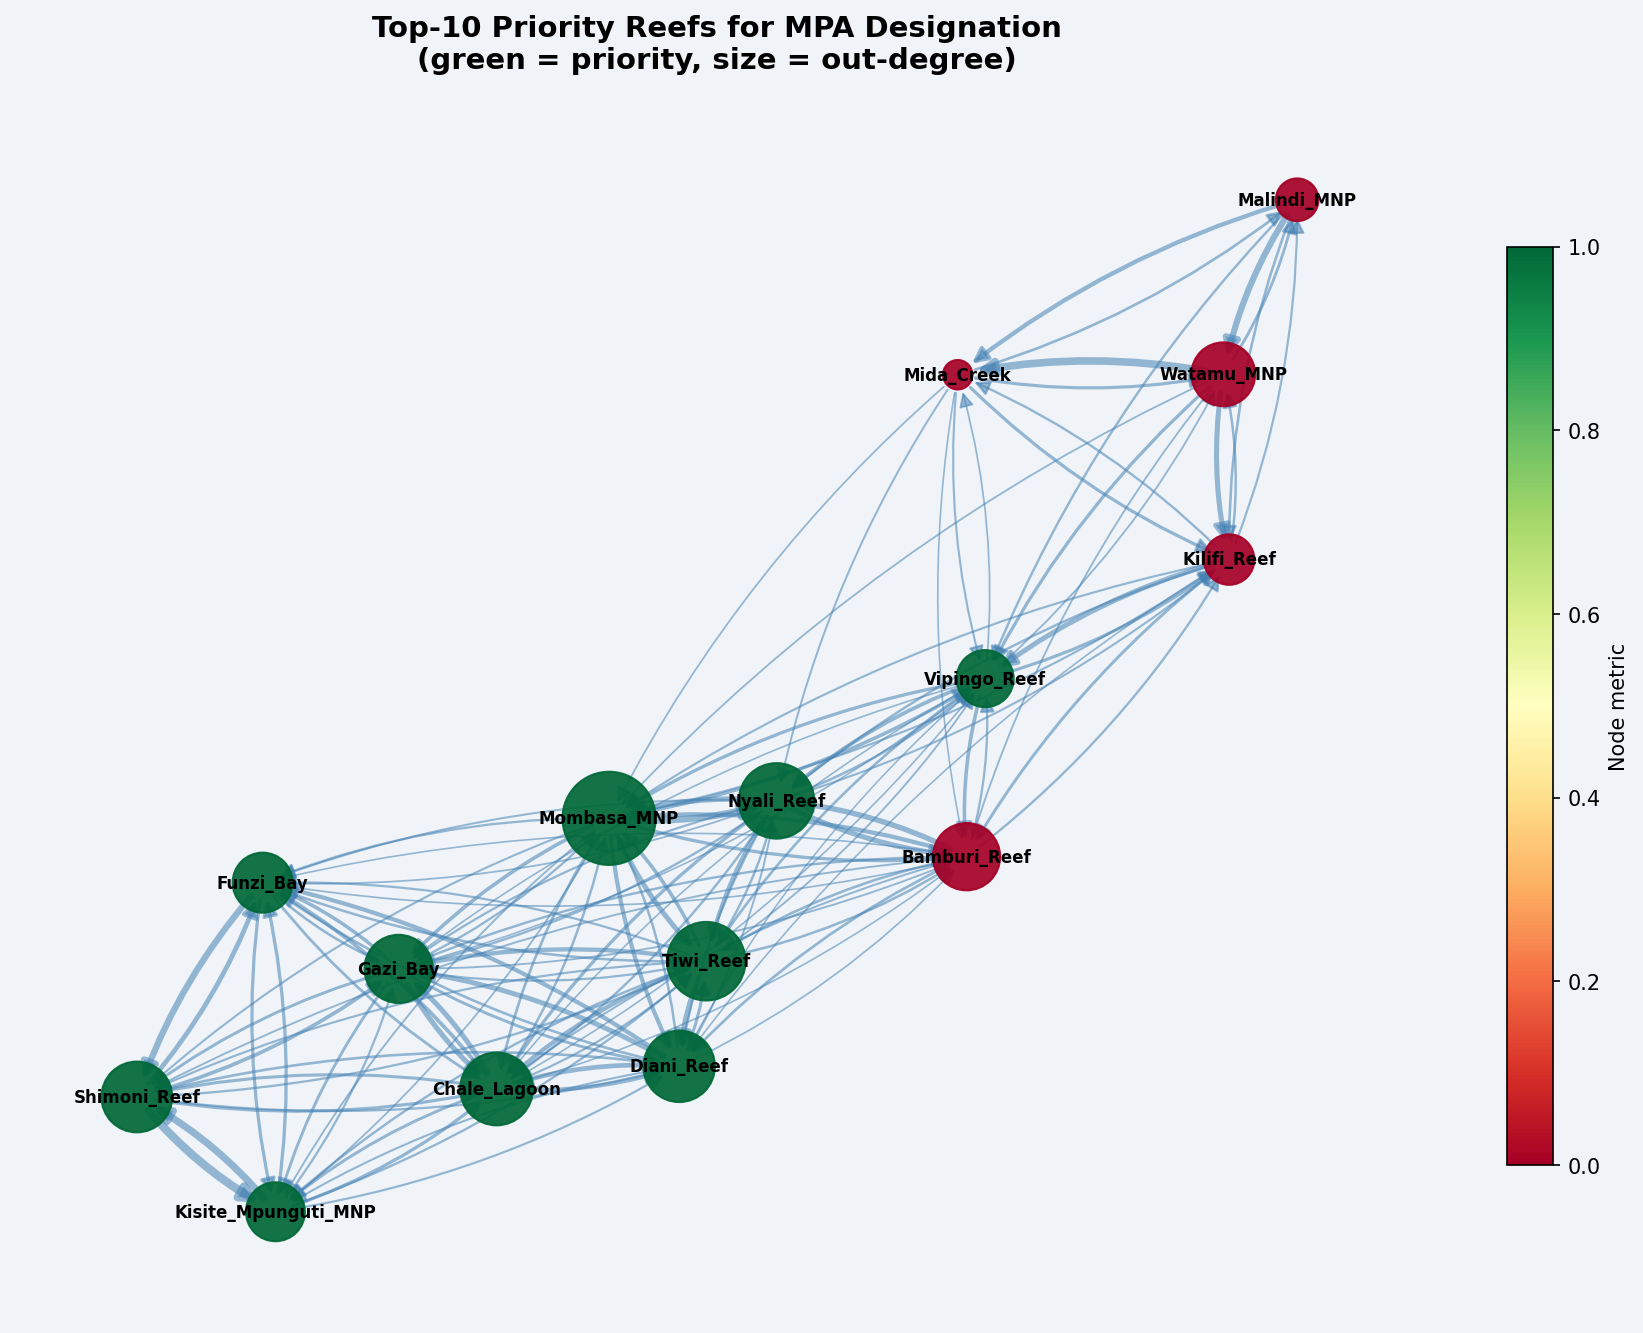 Top-10 Priority Reefs for MPA Designation
(green = priority, size = out-degree)
Malindi_MNP
Mida_Creek
Watamu_MNP
Kilifi_Reef
Vipingo_Reef
Nyali_Reef
Mombasa_MNP
Bamburi_Reef
Funzi_Bay
Gazi_Bay
Tiwi_Reef
Diani_Reef
Chale_Lagoon
Shimoni_Reef
Kisite_Mpunguti_MNP
1.0
0.8
0.6
0.4
0.2
0.0
Node metric